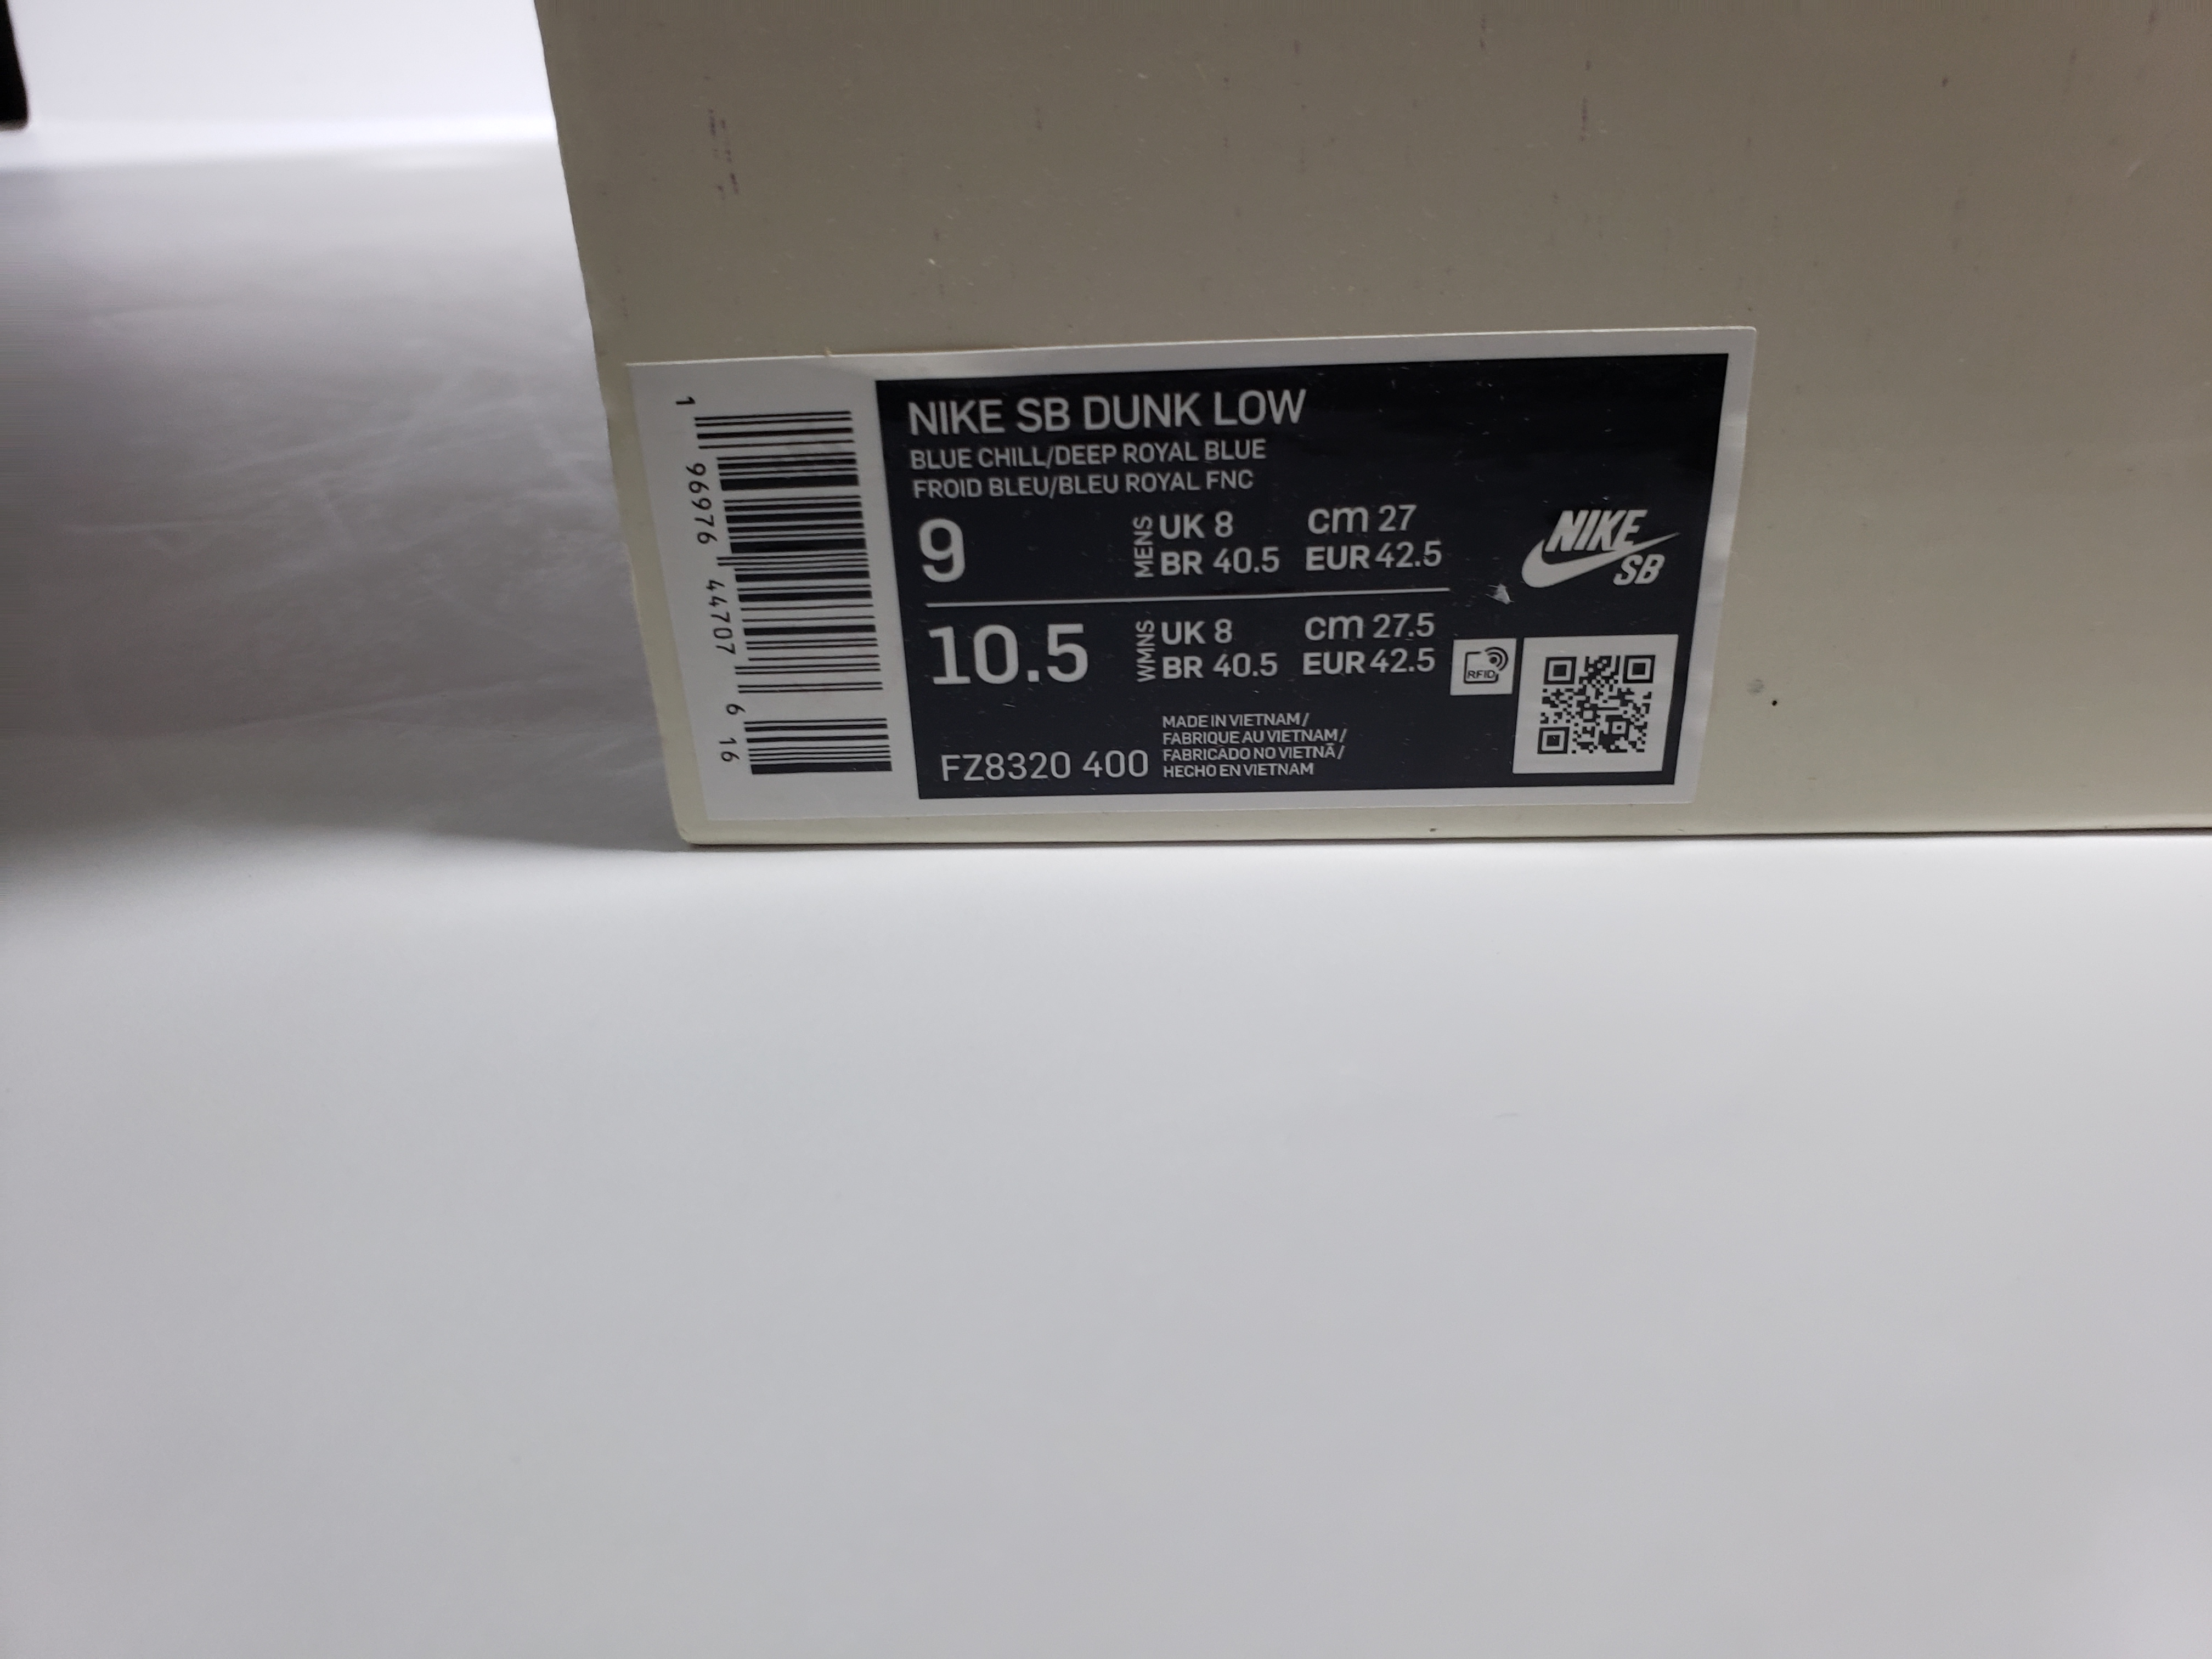 1 96976 44707 6 16
NIKE SB DUNK LOW
BLUE CHILL/DEEP ROYAL BLUE
FROID BLEU/BLEU ROYAL FNC
9 MENS UK 8 cm 27
BR 40.5 EUR 42.5
10.5 WMNS UK 8 cm 27.5
BR 40.5 EUR 42.5
NIKE
SB
RFID
FZ8320 400
MADE IN VIETNAM/
FABRIQUE AU VIETNAM/
FABRICADO NO VIETNÃ/
HECHO EN VIETNAM